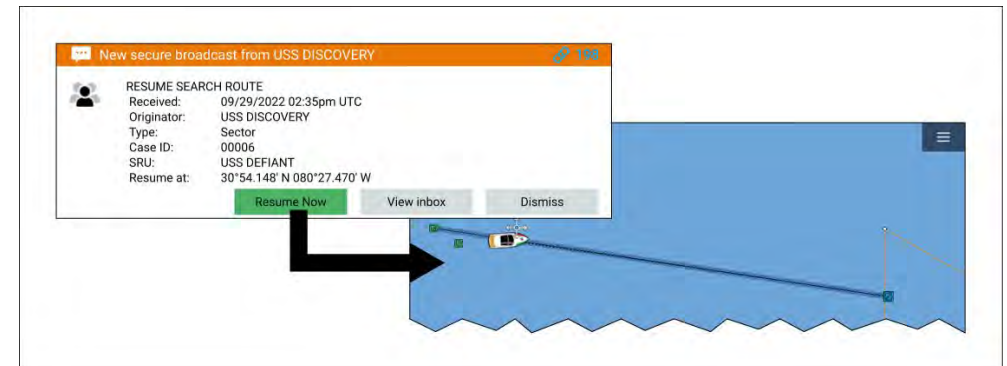 New secure broadcast from USS DISCOVERY 198
RESUME SEARCH ROUTE
Received: 09/29/2022 02:35pm UTC
Originator: USS DISCOVERY
Type: Sector
Case ID: 00006
SRU: USS DEFIANT
Resume at: 30°54.148' N 080°27.470' W
Resume Now View inbox Dismiss